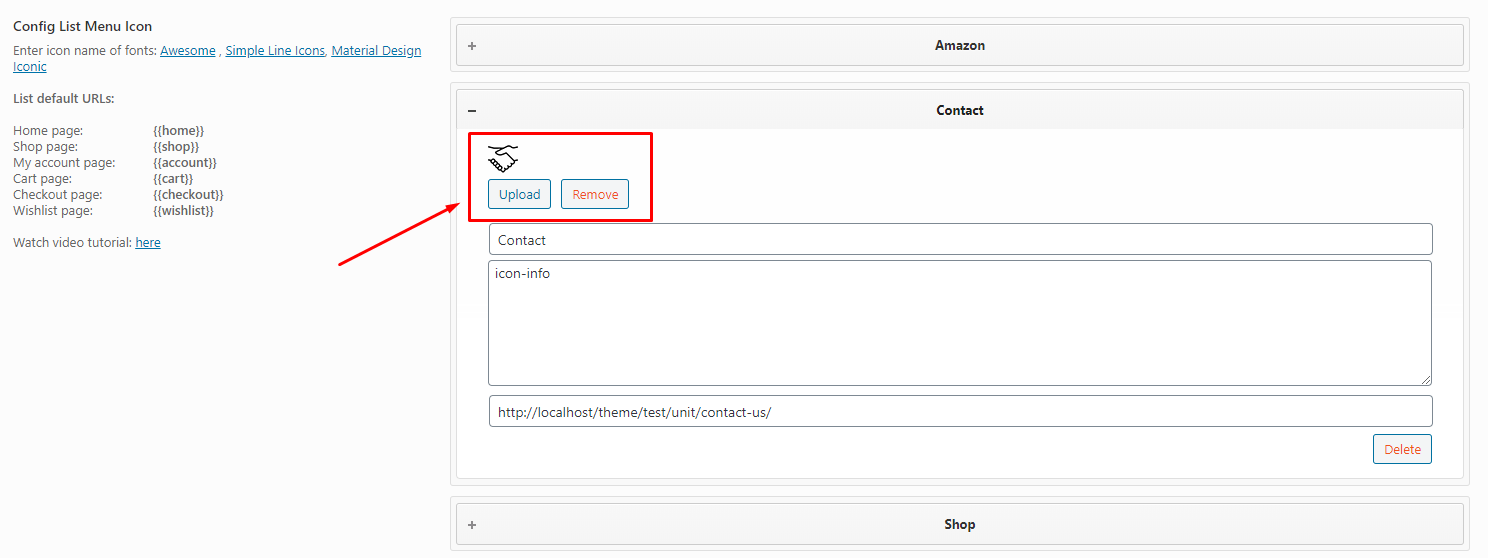 Config List Menu Icon
Enter icon name of fonts: Awesome , Simple Line Icons, Material Design
Iconic
List default URLs:
Home page: {{home}}
Shop page: {{shop}}
My account page: {{account}}
Cart page: {{cart}}
Checkout page: {{checkout}}
Wishlist page: {{wishlist}}
Watch video tutorial: here
+ Amazon
− Contact
Upload Remove
Contact
icon-info
http://localhost/theme/test/unit/contact-us/
Delete
+ Shop